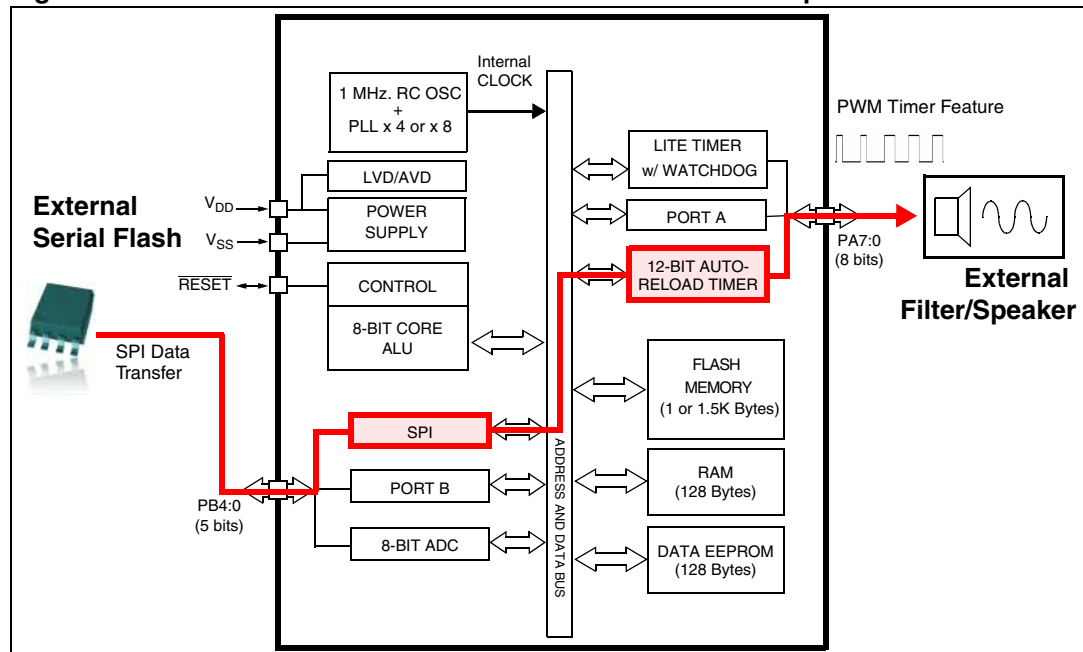 Internal
CLOCK
1 MHz. RC OSC
+
PLL x 4 or x 8
LVD/AVD
POWER
SUPPLY
VDD
VSS
RESET
CONTROL
8-BIT CORE
ALU
External
Serial Flash
SPI Data
Transfer
SPI
PORT B
8-BIT ADC
PB4:0
(5 bits)
ADDRESS AND DATA BUS
LITE TIMER
w/ WATCHDOG
PORT A
12-BIT AUTO-
RELOAD TIMER
FLASH
MEMORY
(1 or 1.5K Bytes)
RAM
(128 Bytes)
DATA EEPROM
(128 Bytes)
PWM Timer Feature
PA7:0
(8 bits)
External
Filter/Speaker